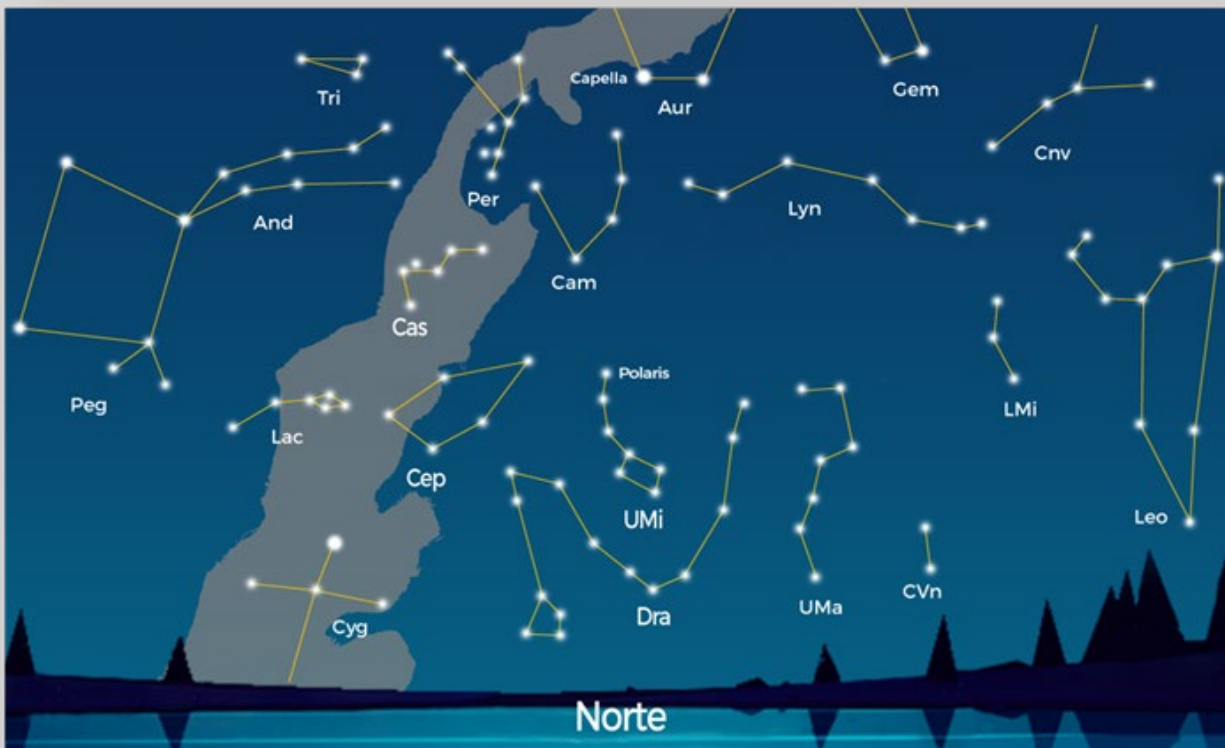 Capella
Aur
Gem
Tri
Cnv
Per
Lyn
And
Cam
Cas
Polaris
Peg
LMi
Lac
Cep
UMi
Leo
CVn
UMa
Dra
Cyg
Norte